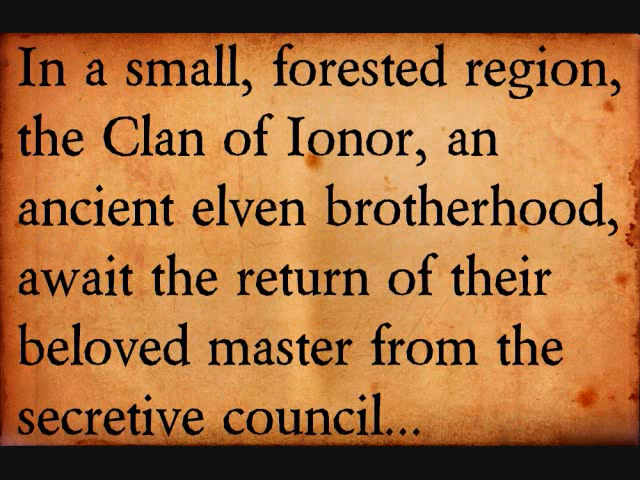 In a small, forested region,
the Clan of Ionor, an
ancient elven brotherhood,
await the return of their
beloved master from the
secretive council...